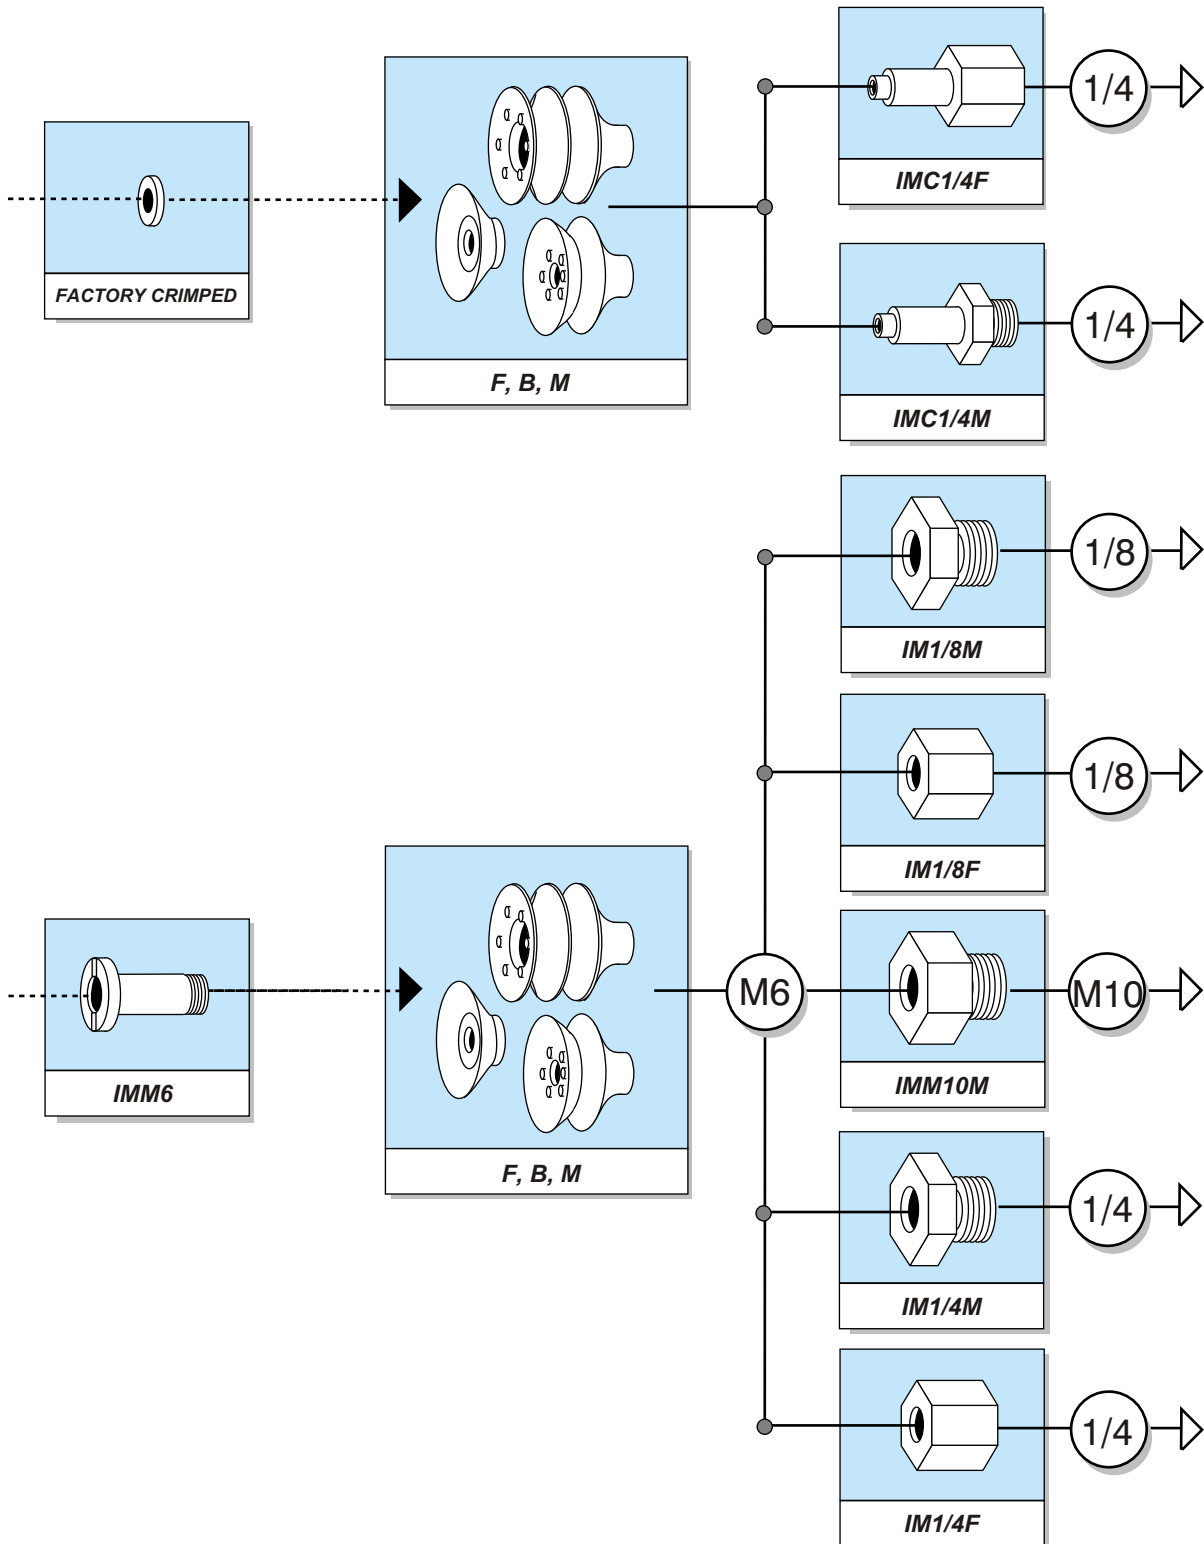 1/4
IMC1/4F
FACTORY CRIMPED
F, B, M
1/4
IMC1/4M
1/8
IM1/8M
1/8
IM1/8F
IMM6
F, B, M
M6
M10
IMM10M
1/4
IM1/4M
1/4
IM1/4F